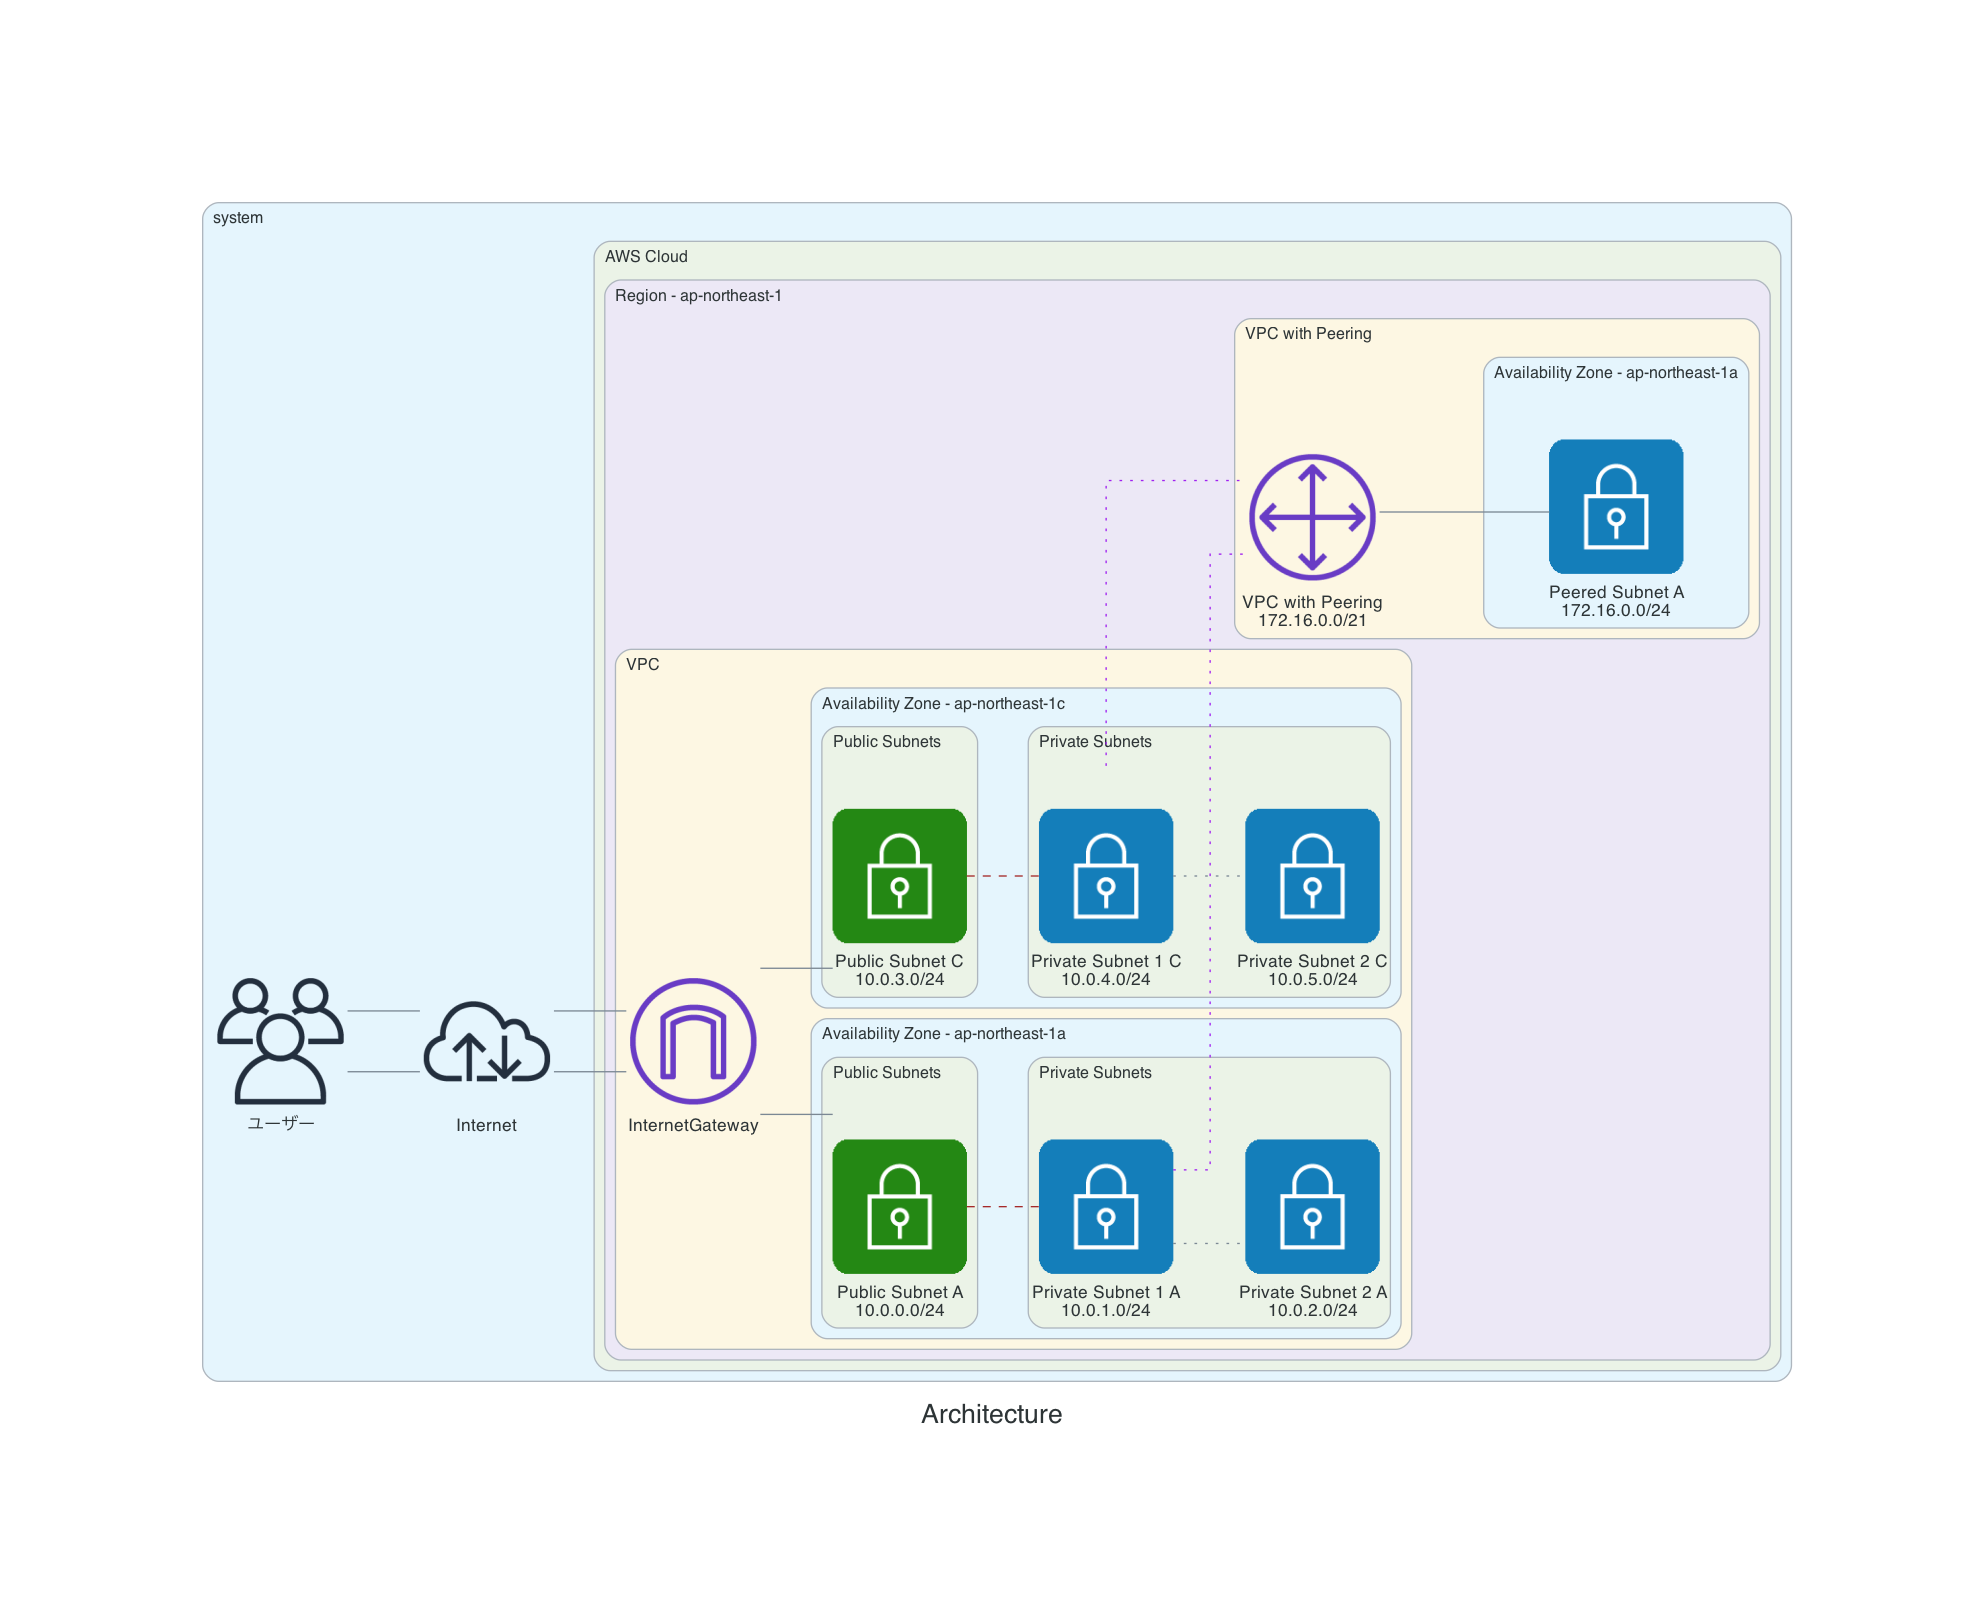 system
AWS Cloud
Region - ap-northeast-1
VPC with Peering
Availability Zone - ap-northeast-1a
VPC with Peering
172.16.0.0/21
Peered Subnet A
172.16.0.0/24
VPC
Availability Zone - ap-northeast-1c
Public Subnets
Private Subnets
Public Subnet C
10.0.3.0/24
Private Subnet 1 C
10.0.4.0/24
Private Subnet 2 C
10.0.5.0/24
ユーザー
Internet
InternetGateway
Availability Zone - ap-northeast-1a
Public Subnets
Private Subnets
Public Subnet A
10.0.0.0/24
Private Subnet 1 A
10.0.1.0/24
Private Subnet 2 A
10.0.2.0/24
Architecture